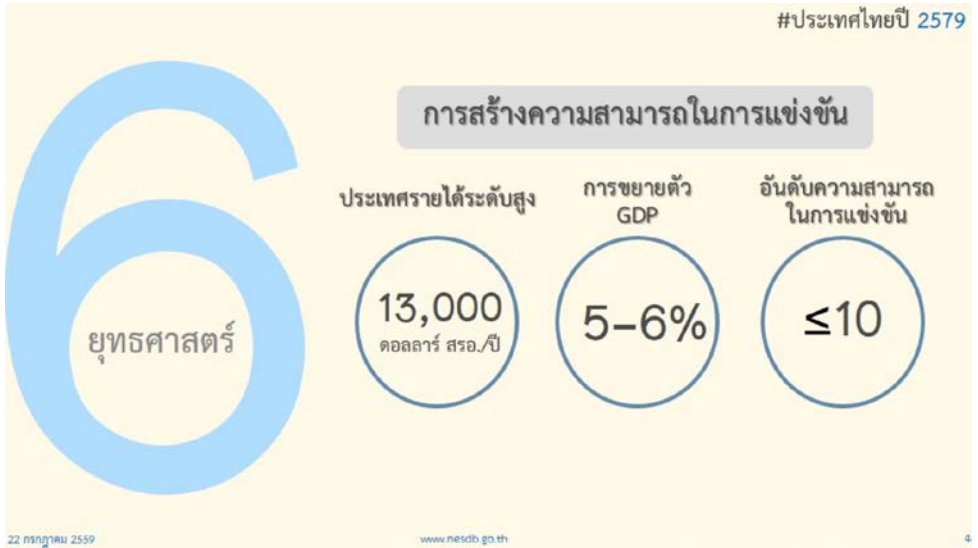 #ประเทศไทยปี 2579
6
ยุทธศาสตร์
การสร้างความสามารถในการแข่งขัน
ประเทศรายได้ระดับสูง
13,000
ดอลลาร์ สรอ./ปี
การขยายตัว
GDP
5–6%
อันดับความสามารถ
ในการแข่งขัน
≤10
22 กรกฎาคม 2559
www.nesdb.go.th
4